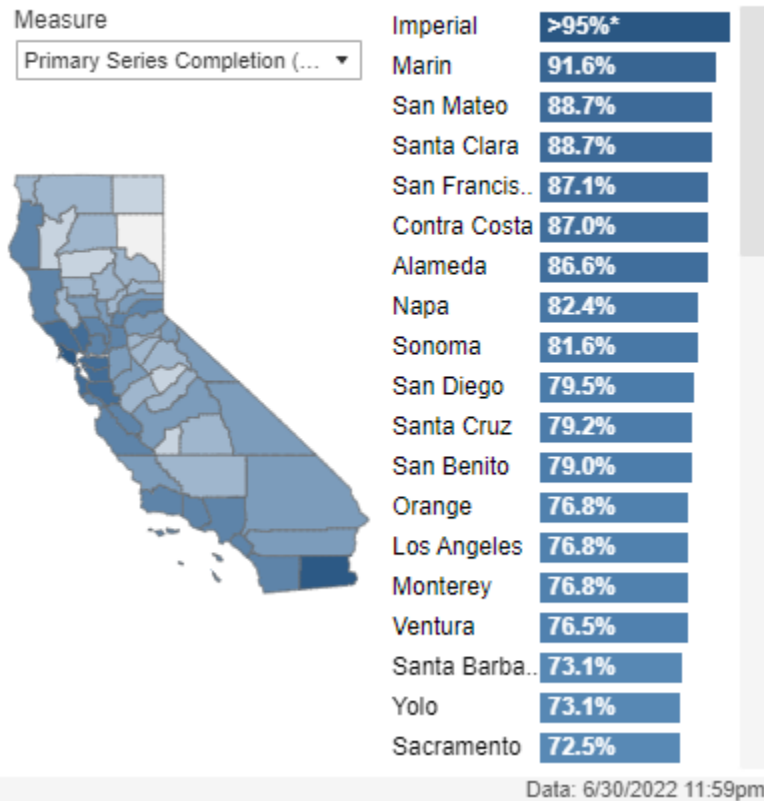 Measure
Primary Series Completion (...
Imperial >95%*
Marin 91.6%
San Mateo 88.7%
Santa Clara 88.7%
San Francis.. 87.1%
Contra Costa 87.0%
Alameda 86.6%
Napa 82.4%
Sonoma 81.6%
San Diego 79.5%
Santa Cruz 79.2%
San Benito 79.0%
Orange 76.8%
Los Angeles 76.8%
Monterey 76.8%
Ventura 76.5%
Santa Barba.. 73.1%
Yolo 73.1%
Sacramento 72.5%
Data: 6/30/2022 11:59pm